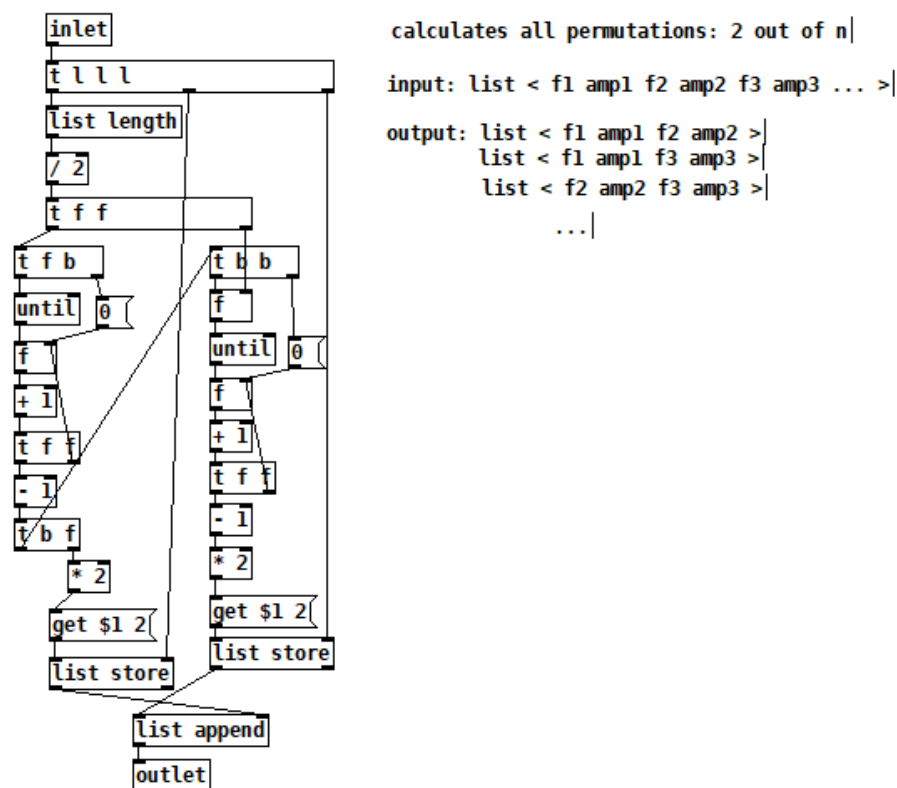 inlet
calculates all permutations: 2 out of n
t l l l
input: list < f1 amp1 f2 amp2 f3 amp3 ... >
list length
output: list < f1 amp1 f2 amp2 >
list < f1 amp1 f3 amp3 >
/ 2
list < f2 amp2 f3 amp3 >
t f f
...
t f b
t b b
until
0
f
f
until
0
+ 1
f
t f f
+ 1
- 1
t f f
t b f
- 1
* 2
* 2
get $1 2
get $1 2
list store
list store
list append
outlet